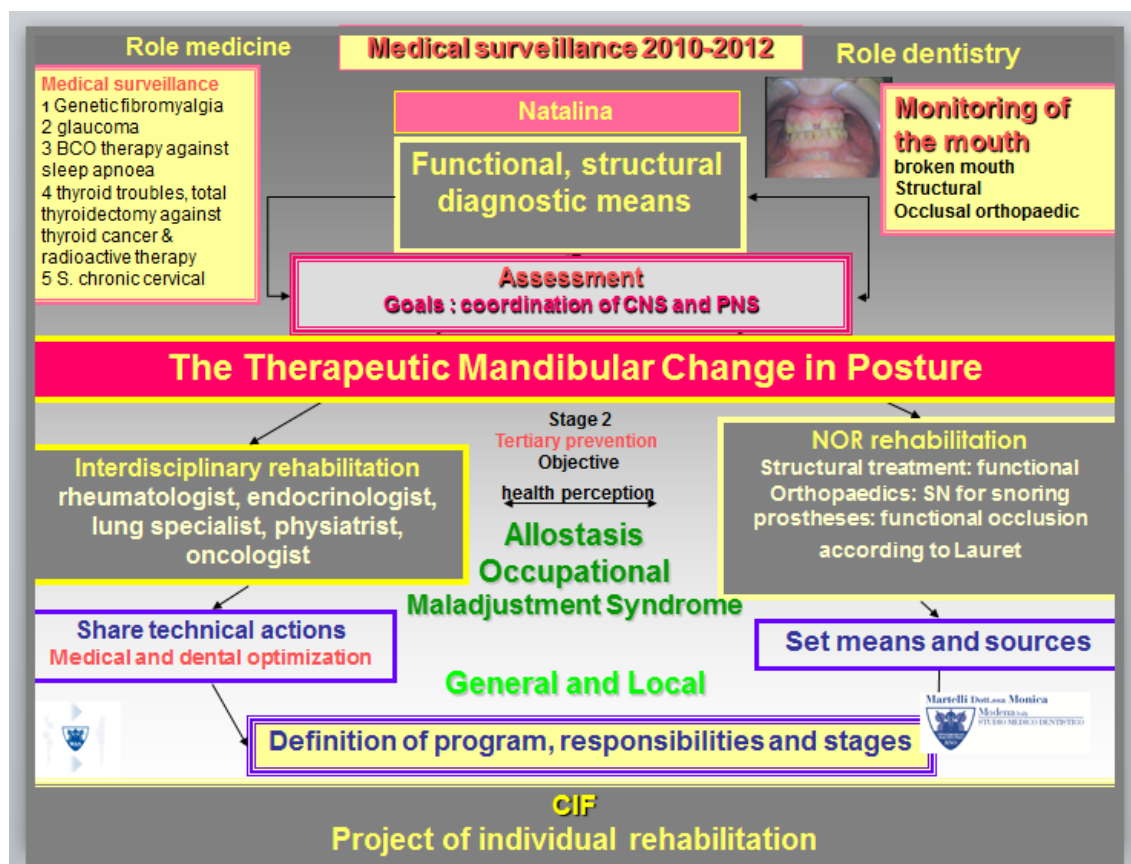 Role medicine
Medical surveillance 2010-2012
Role dentistry
Medical surveillance
1 Genetic fibromyalgia
2 glaucoma
3 BCO therapy against
sleep apnoea
4 thyroid troubles, total
thyroidectomy against
thyroid cancer &
radioactive therapy
5 S. chronic cervical
Natalina
Functional, structural
diagnostic means
Monitoring of
the mouth
broken mouth
Structural
Occlusal orthopaedic
Assessment
Goals : coordination of CNS and PNS
The Therapeutic Mandibular Change in Posture
Stage 2
Tertiary prevention
Objective
health perception
Interdisciplinary rehabilitation
rheumatologist, endocrinologist,
lung specialist, physiatrist,
oncologist
NOR rehabilitation
Structural treatment: functional
Orthopaedics: SN for snoring
prostheses: functional occlusion
according to Lauret
Allostasis
Occupational
Maladjustment Syndrome
Share technical actions
Medical and dental optimization
Set means and sources
General and Local
Martelli Dott.ssa Monica
Modena Italy
STUDIO MEDICO DENTISTICO
Definition of program, responsibilities and stages
CIF
Project of individual rehabilitation